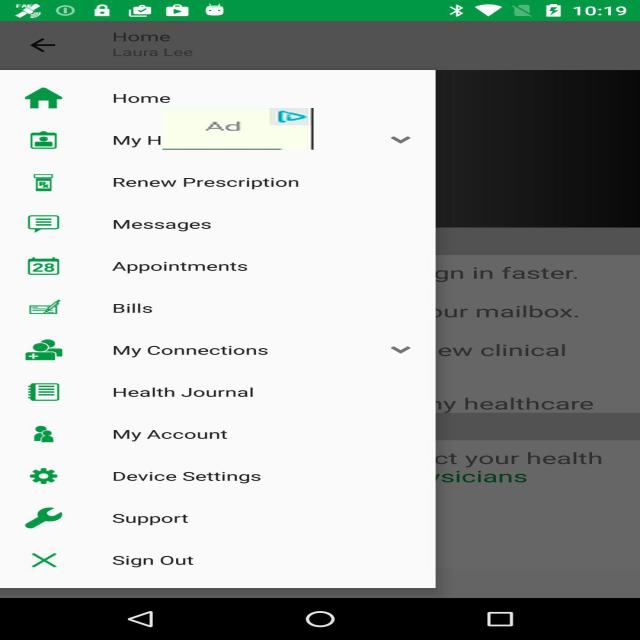 10:19
Home
Laura Lee
Home
Ad
My H
Renew Prescription
Messages
28
Appointments
Bills
My Connections
Health Journal
My Account
Device Settings
Support
Sign Out
gn in faster.
our mailbox.
ew clinical
my healthcare
ct your health
ysicians